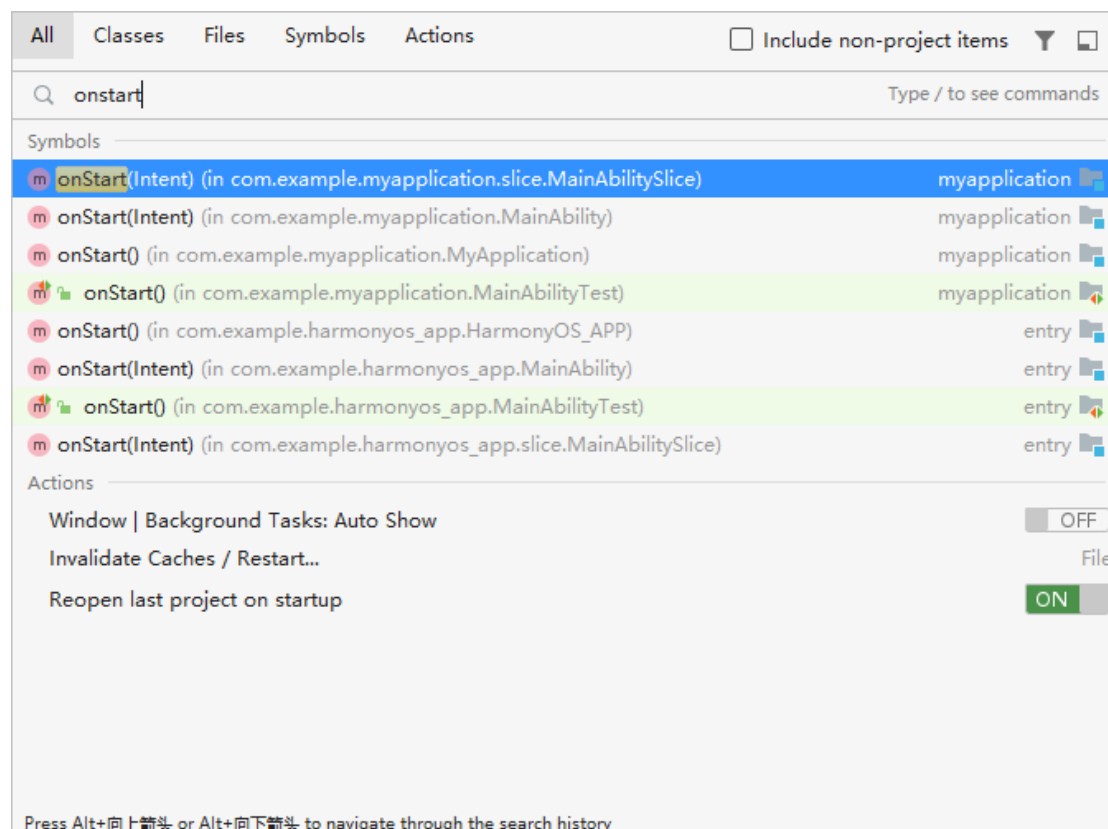 All Classes Files Symbols Actions Include non-project items
onstart Type / to see commands
Symbols
m onStart(Intent) (in com.example.myapplication.slice.MainAbilitySlice) myapplication
m onStart(Intent) (in com.example.myapplication.MainAbility) myapplication
m onStart() (in com.example.myapplication.MyApplication) myapplication
m onStart() (in com.example.myapplication.MainAbilityTest) myapplication
m onStart() (in com.example.harmonyos_app.HarmonyOS_APP) entry
m onStart(Intent) (in com.example.harmonyos_app.MainAbility) entry
m onStart() (in com.example.harmonyos_app.MainAbilityTest) entry
m onStart(Intent) (in com.example.harmonyos_app.slice.MainAbilitySlice) entry
Actions
Window | Background Tasks: Auto Show OFF
Invalidate Caches / Restart... File
Reopen last project on startup ON
Press Alt+向上箭头 or Alt+向下箭头 to navigate through the search history